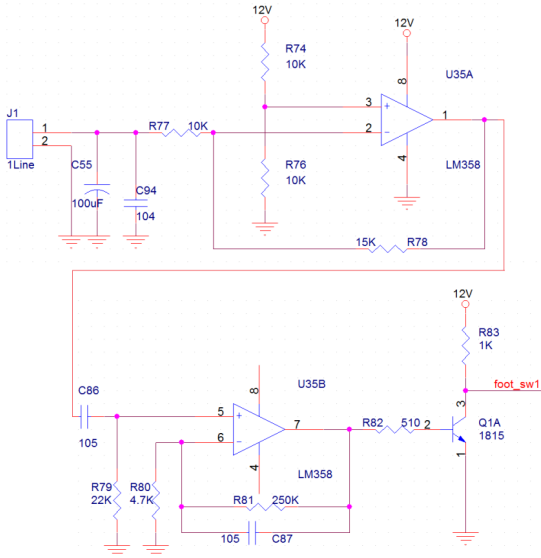 12V
12V
R74
10K
U35A
8
J1
3
+
1
R77
10K
1
2
2
-
1Line
C55
R76
4
LM358
10K
C94
100uF
104
15K
R78
12V
R83
1K
C86
8
U35B
foot_sw1
5
+
3
7
R82
510
2
Q1A
105
6
-
1815
4
1
R79
R80
LM358
22K
4.7K
R81
250K
105
C87